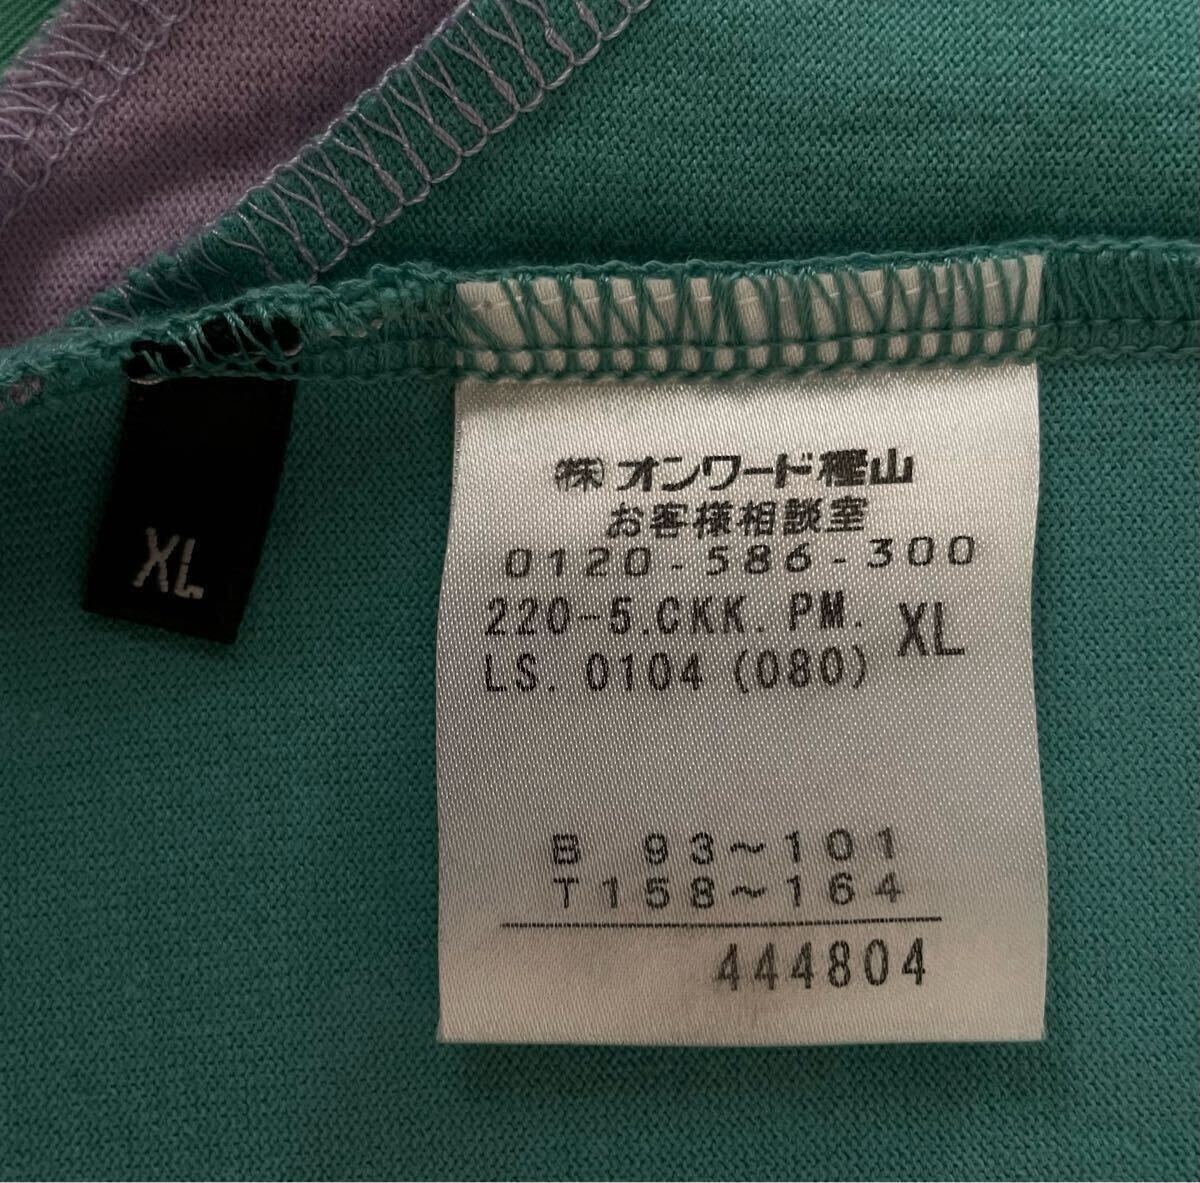 XL
㈱オンワード樫山
お客様相談室
0120-586-300
220-5.CKK.PM. XL
LS. 0104 (080)
B 93～101
T158～164
444804